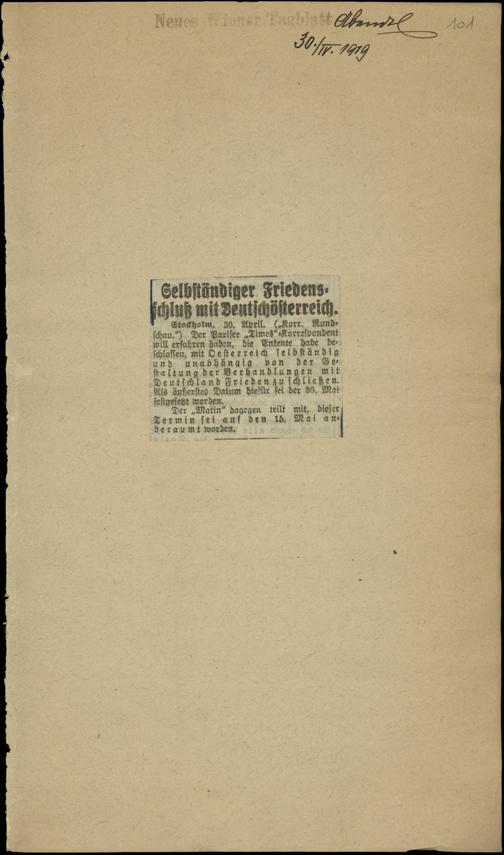 Neues Wiener Tagblatt Abendbl
101
30./IV. 1919
Selbständiger Friedens-
schluß mit Deutschösterreich.
Stockholm, 30. April. („Korr. Rund-
schau.“) Der Pariser „Times“-Korrespondent
will erfahren haben, die Entente habe be-
schlossen, mit Oesterreich selbständig
und unabhängig von der Ge-
staltung der Verhandlungen mit
Deutschland Frieden zu schließen.
Als äußerstes Datum hiefür sei der 30. Mai
festgesetzt worden.
Der „Matin“ dagegen teilt mit, dieser
Termin sei auf den 15. Mai an-
beraumt worden.